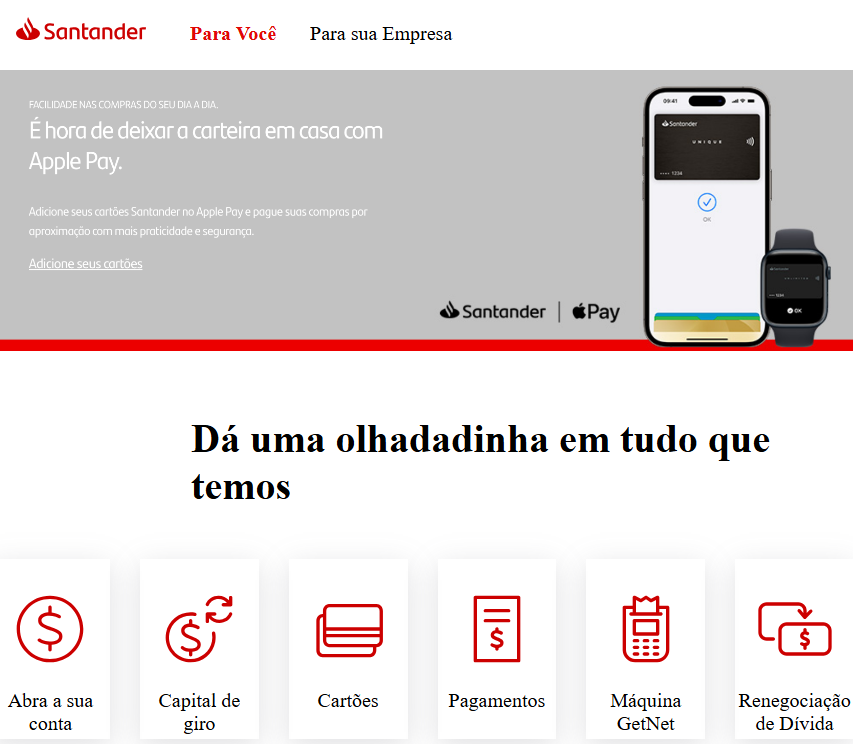 Santander Para Você Para sua Empresa
FACILIDADE NAS COMPRAS DO SEU DIA A DIA.
É hora de deixar a carteira em casa com
Apple Pay.
Adicione seus cartões Santander no Apple Pay e pague suas compras por
aproximação com mais praticidade e segurança.
Adicione seus cartões
Santander | Pay
09:41
Santander
UNIQUE
1234
OK
1234
OK
Dá uma olhadadinha em tudo que
temos
Abra a sua
conta
Capital de
giro
Cartões
Pagamentos
Máquina
GetNet
Renegociação
de Dívida